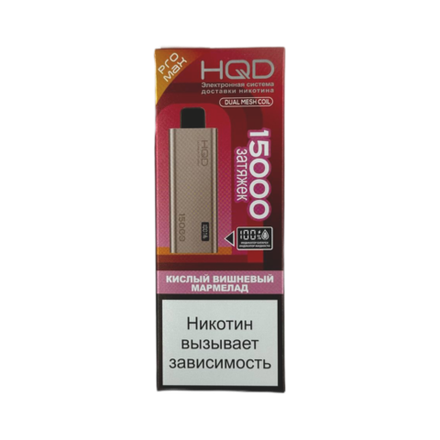 Pro
Max
HQD
Электронная система
доставки никотина
DUAL MESH COIL
15000
затяжек
HQD
15000
100%
КИСЛЫЙ ВИШНЕВЫЙ
МАРМЕЛАД
Никотин
вызывает
зависимость